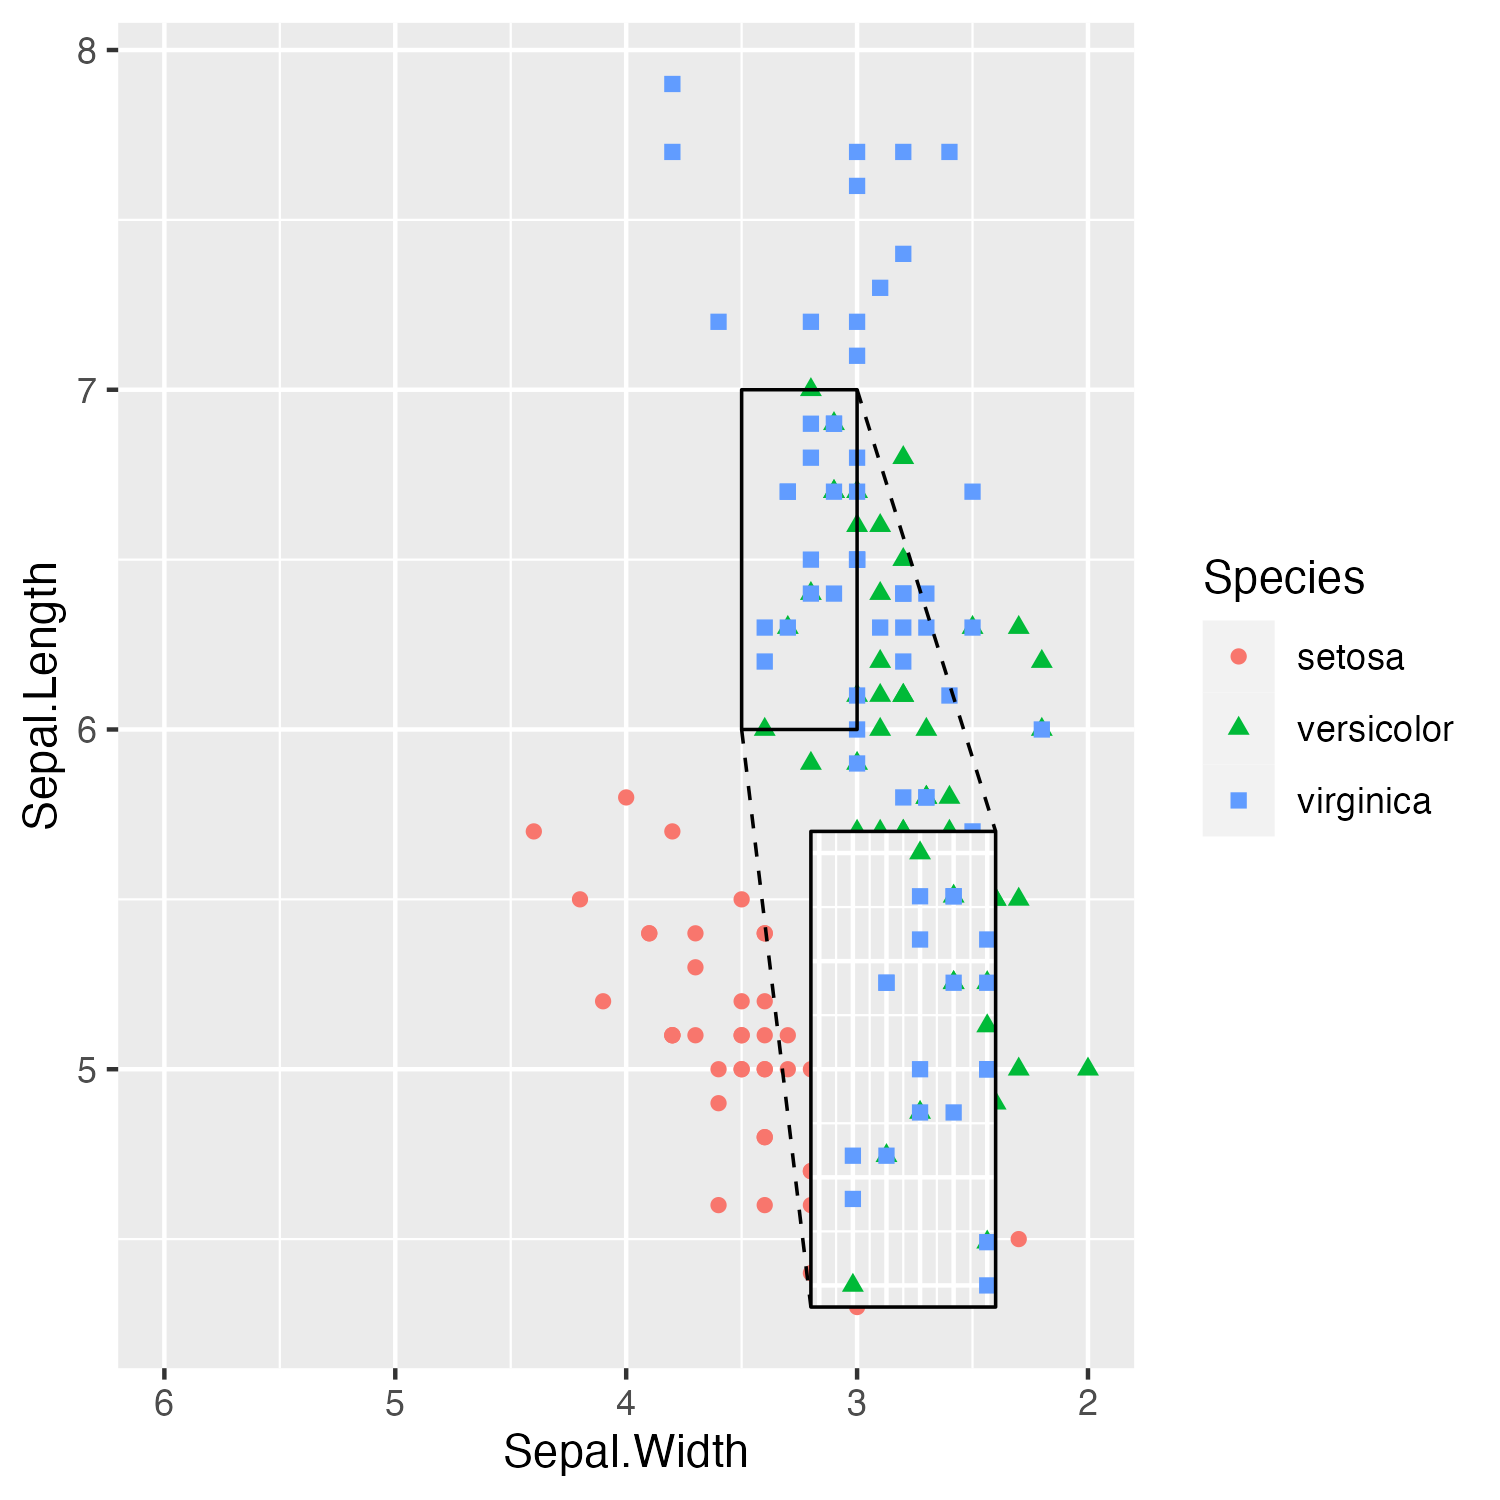 8
7
6
5
Sepal.Length
6 5 4 3 2
Sepal.Width
Species
setosa
versicolor
virginica